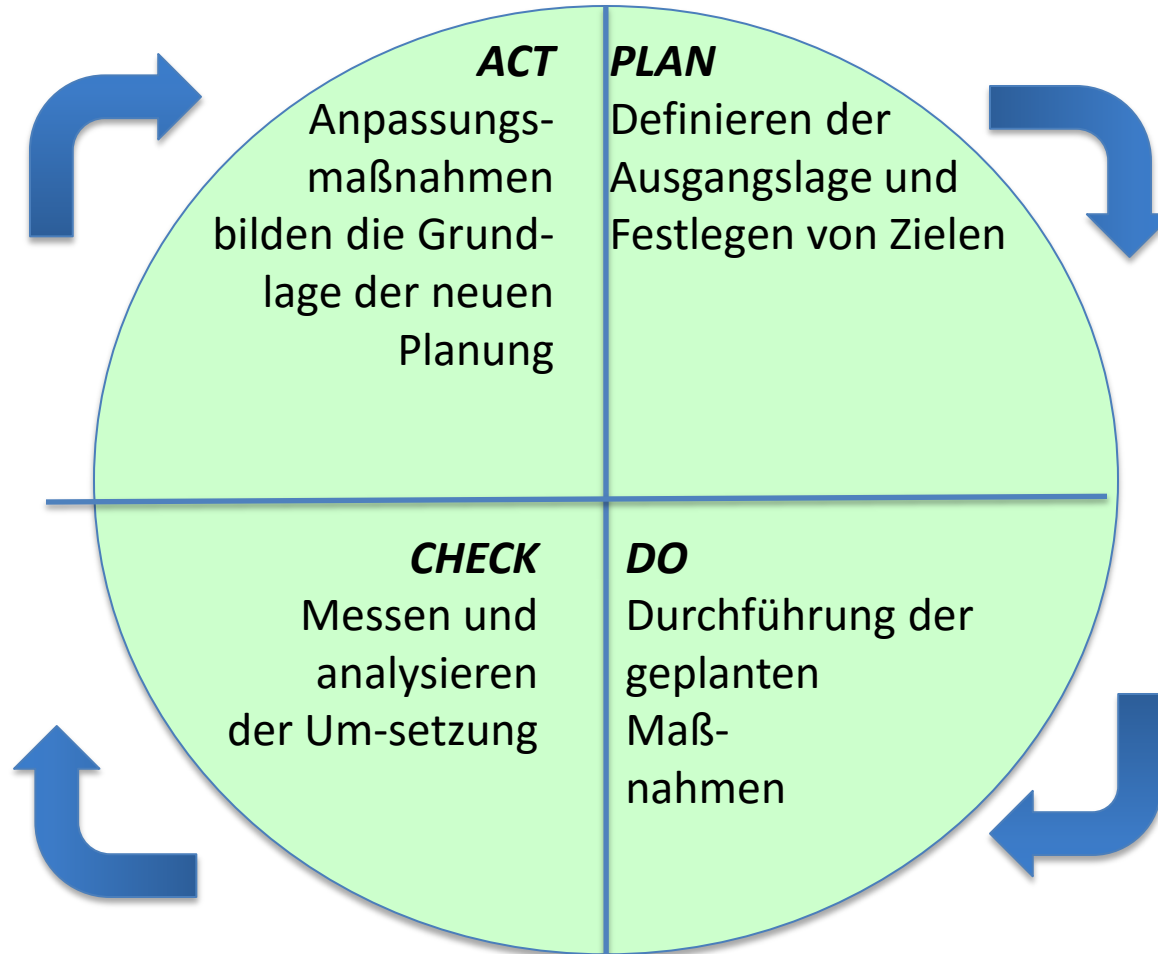 ACT
Anpassungs-
maßnahmen
bilden die Grund-
lage der neuen
Planung
PLAN
Definieren der
Ausgangslage und
Festlegen von Zielen
CHECK
Messen und
analysieren
der Um-setzung
DO
Durchführung der
geplanten
Maß-
nahmen